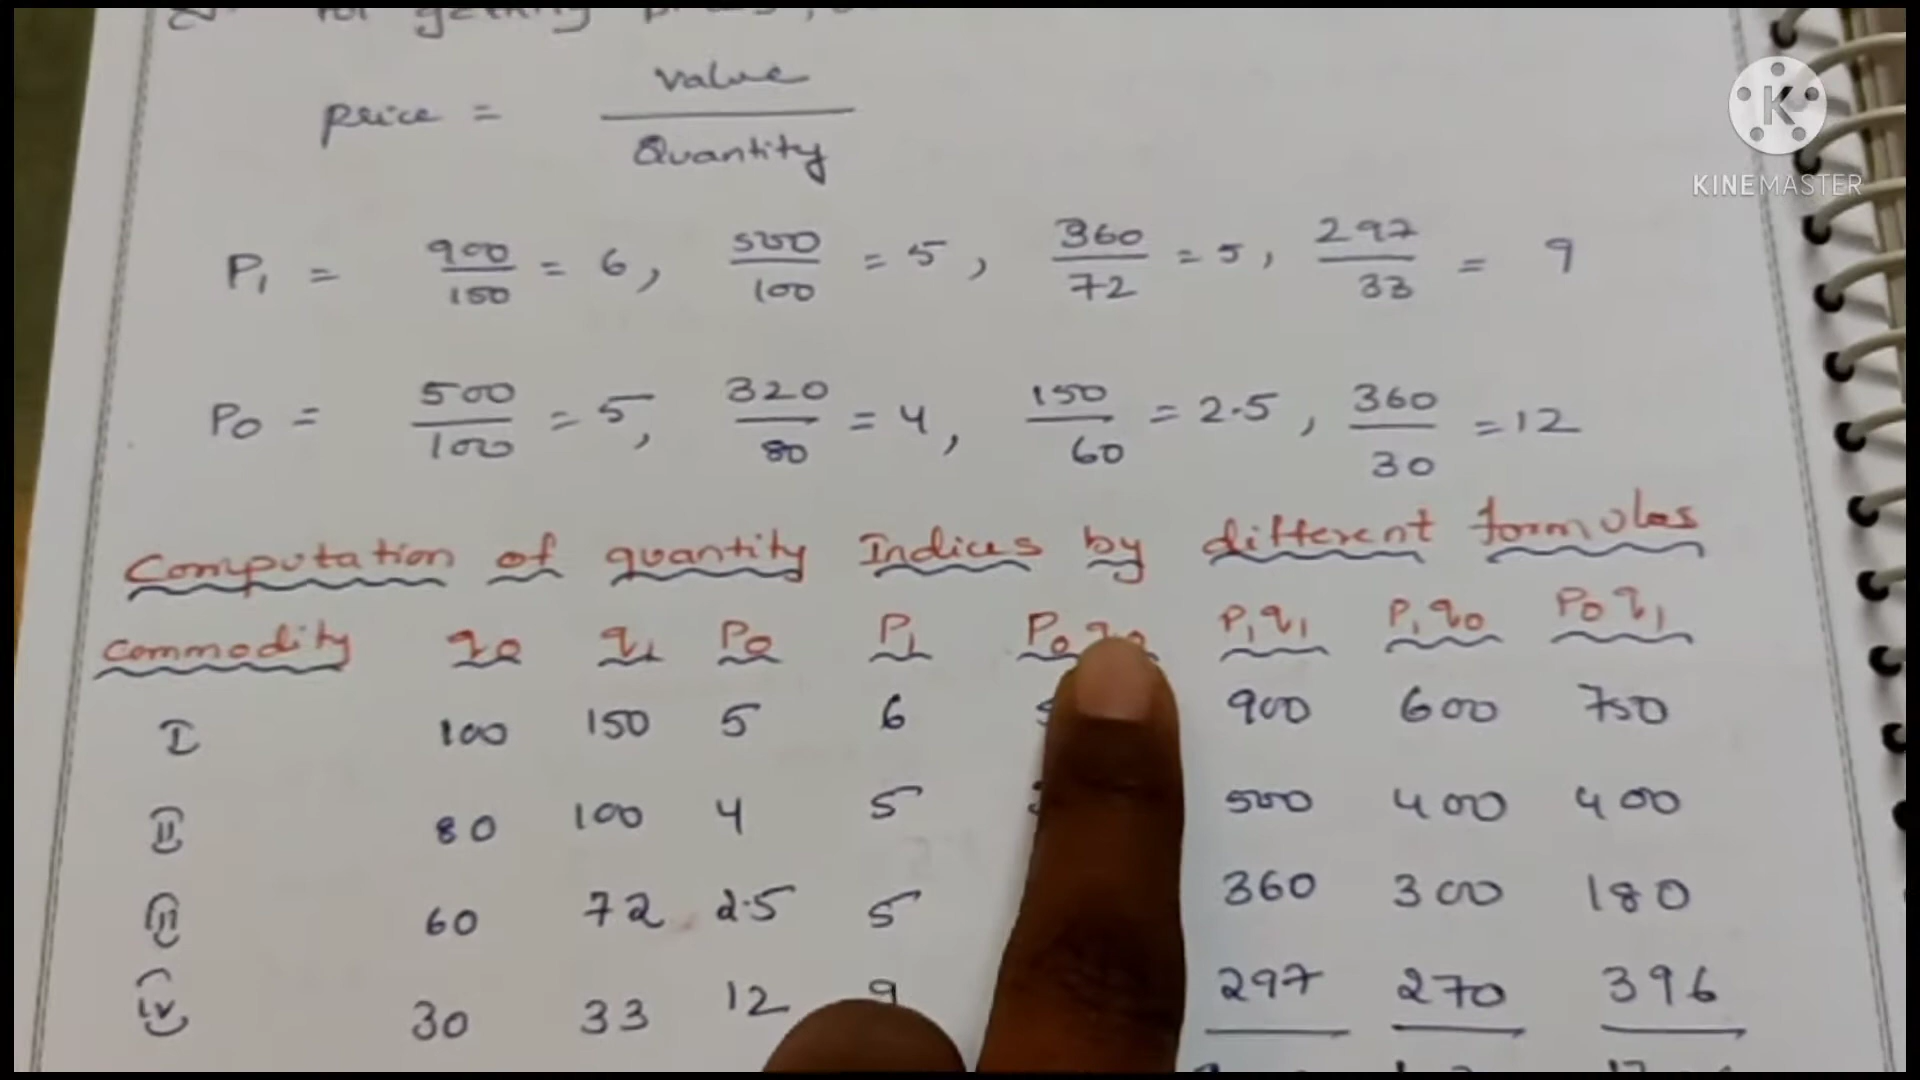 for getting
price = value / Quantity
KINEMASTER
P₁ = 900/150 = 6, 500/100 = 5, 360/72 = 5, 297/33 = 9
P₀ = 500/100 = 5, 320/80 = 4, 150/60 = 2.5, 360/30 = 12
Computation of quantity Indices by different formulas
Commodity q₀ q₁ P₀ P₁ P₀q₀ P₁q₁ P₁q₀ P₀q₁
I 100 150 5 6 900 600 750
II 80 100 4 5 500 400 400
III 60 72 2.5 5 360 300 180
IV 30 33 12 9 297 270 396